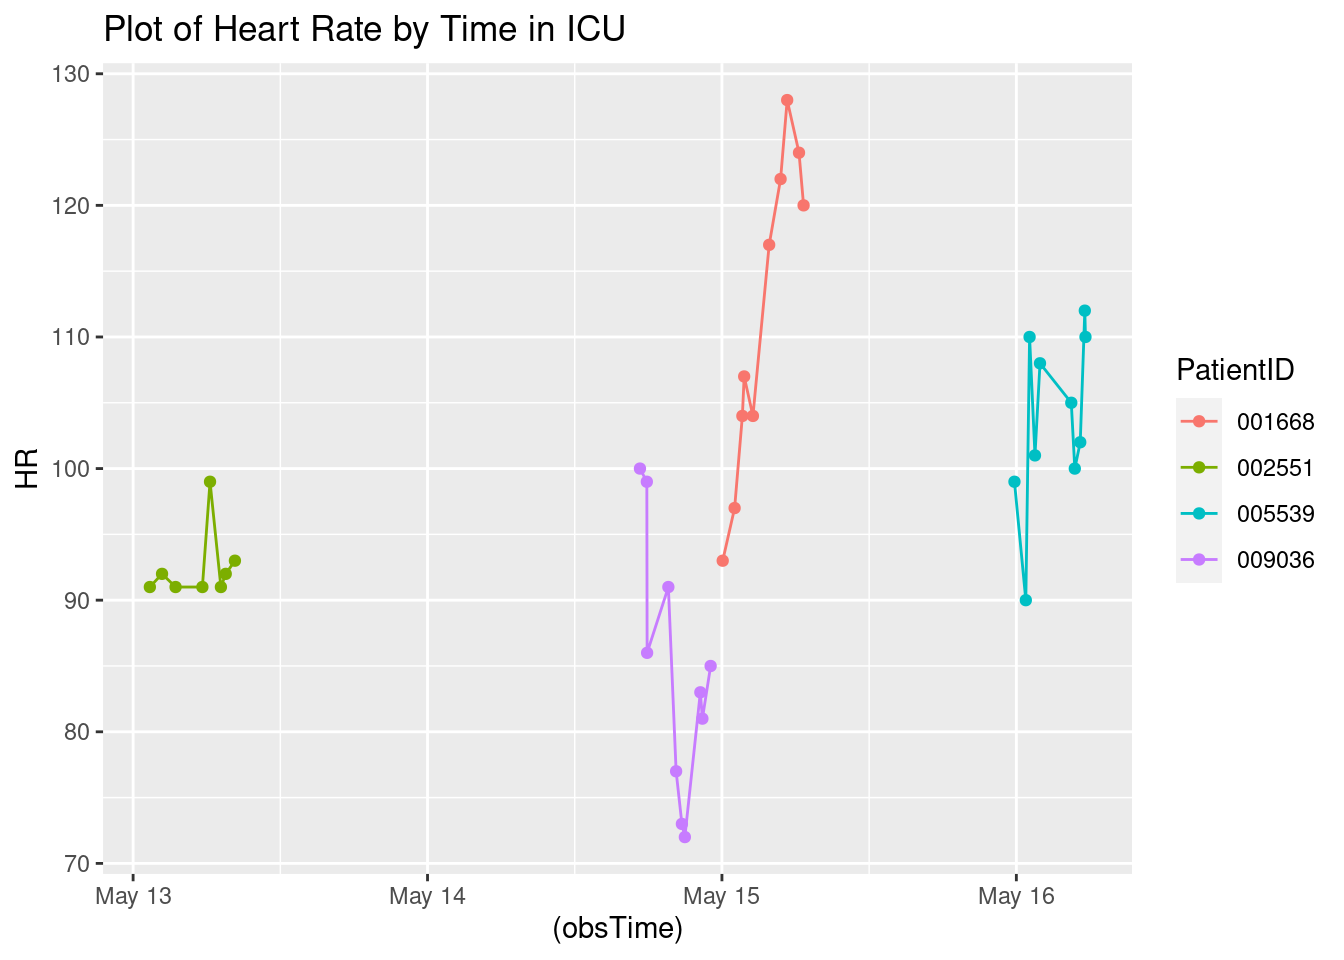 Plot of Heart Rate by Time in ICU
130
120
110
100
90
80
70
HR
May 13
May 14
May 15
May 16
(obsTime)
PatientID
001668
002551
005539
009036